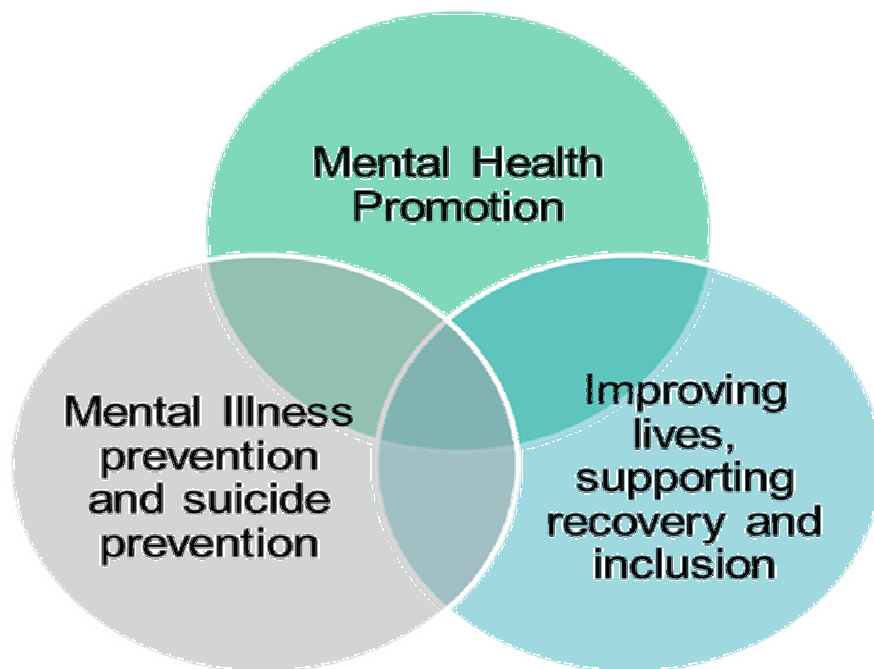 Mental Health
Promotion
Mental Illness
prevention
and suicide
prevention
Improving
lives,
supporting
recovery and
inclusion